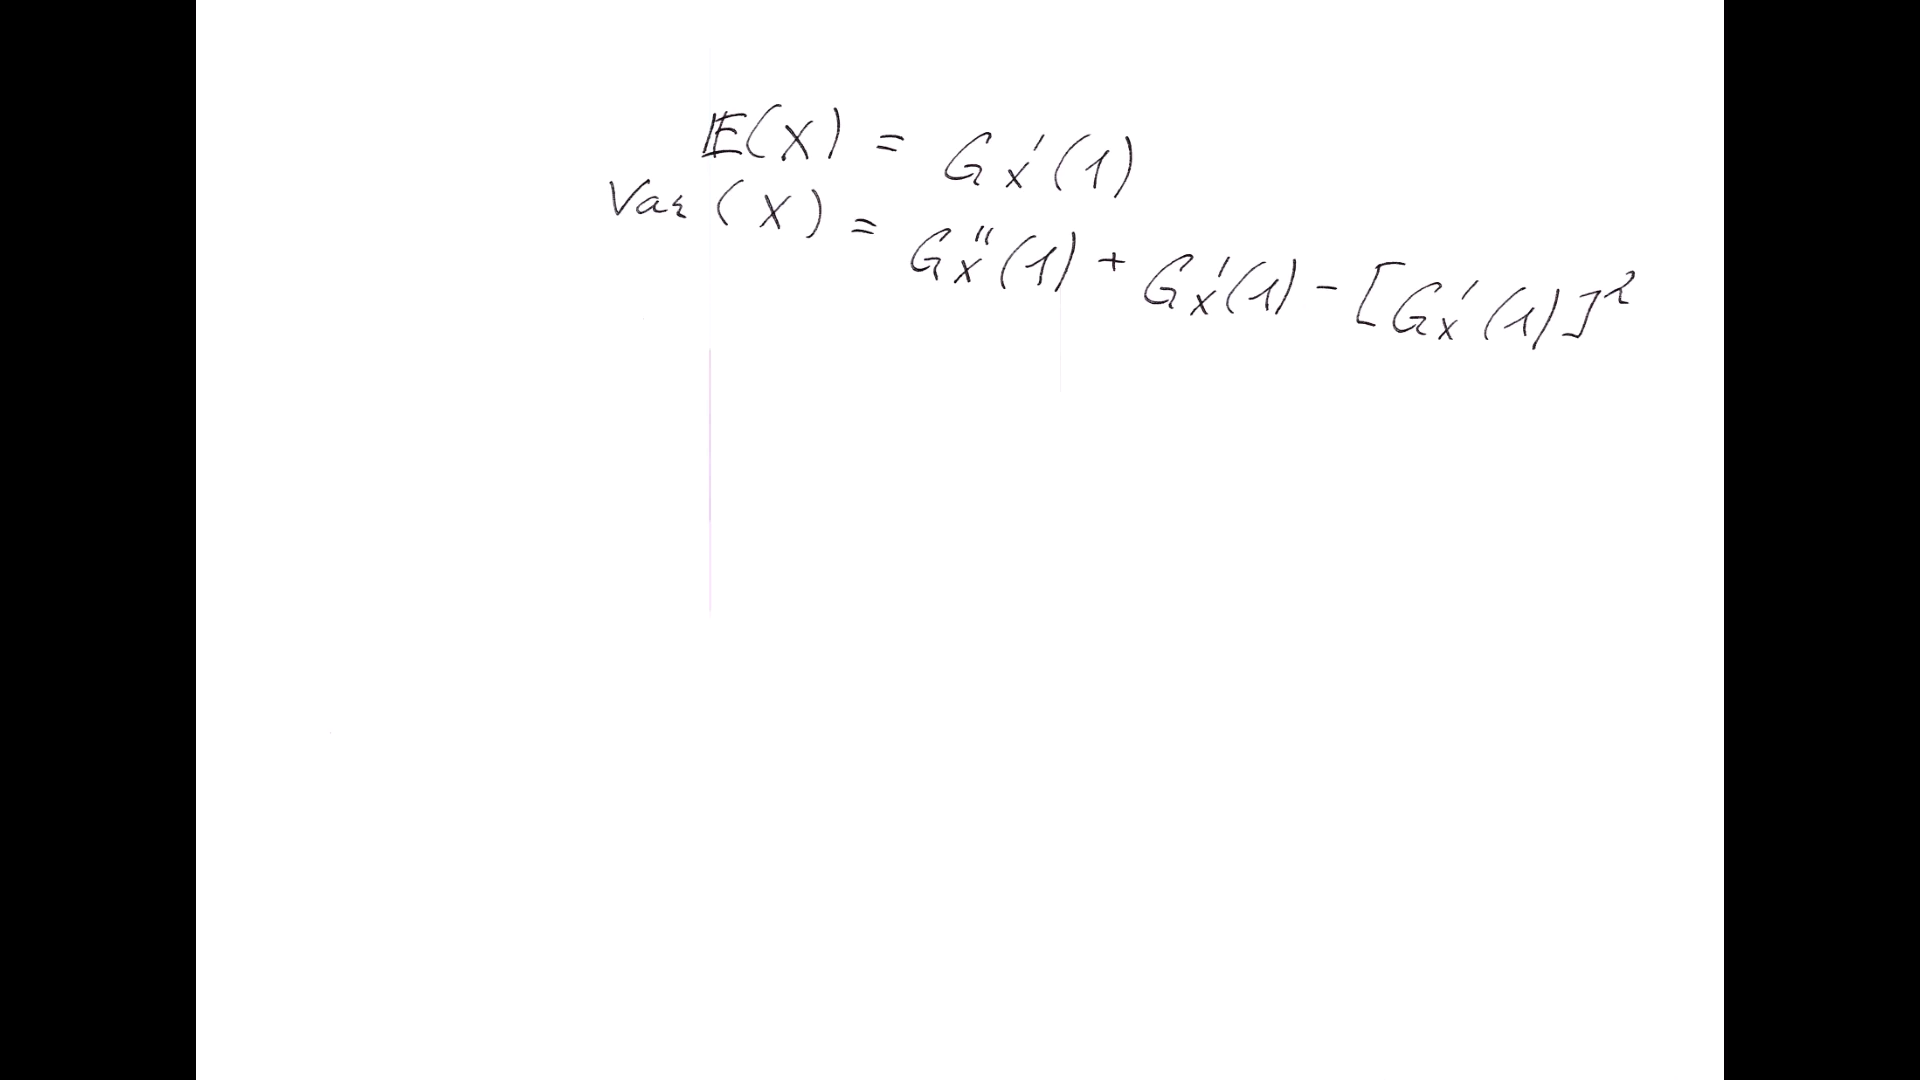 𝔼(X) = G_X'(1)
Var(X) = G_X''(1) + G_X'(1) - [G_X'(1)]²